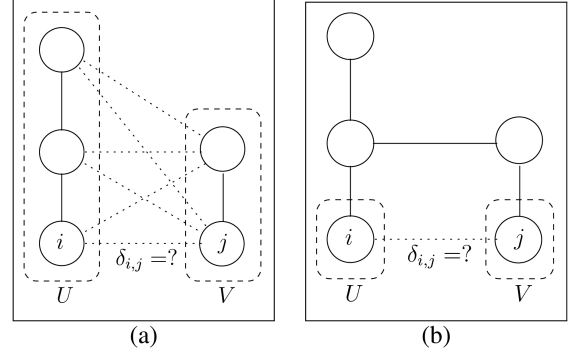 i
j
δ_{i,j} =?
U
V
(a)
i
j
δ_{i,j} =?
U
V
(b)